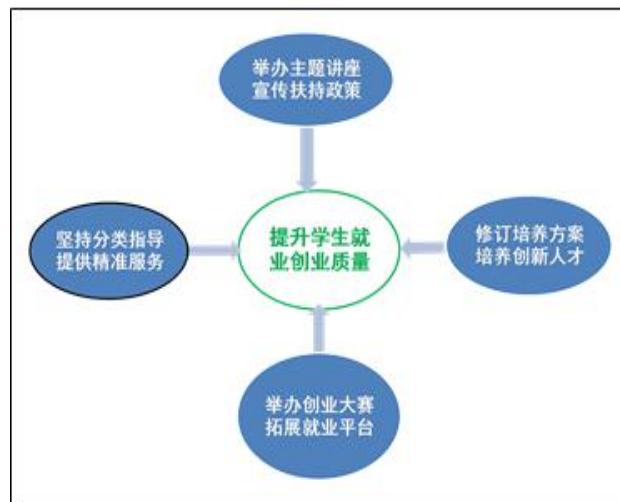 举办主题讲座
宣传扶持政策
坚持分类指导
提供精准服务
提升学生就
业创业质量
修订培养方案
培养创新人才
举办创业大赛
拓展就业平台